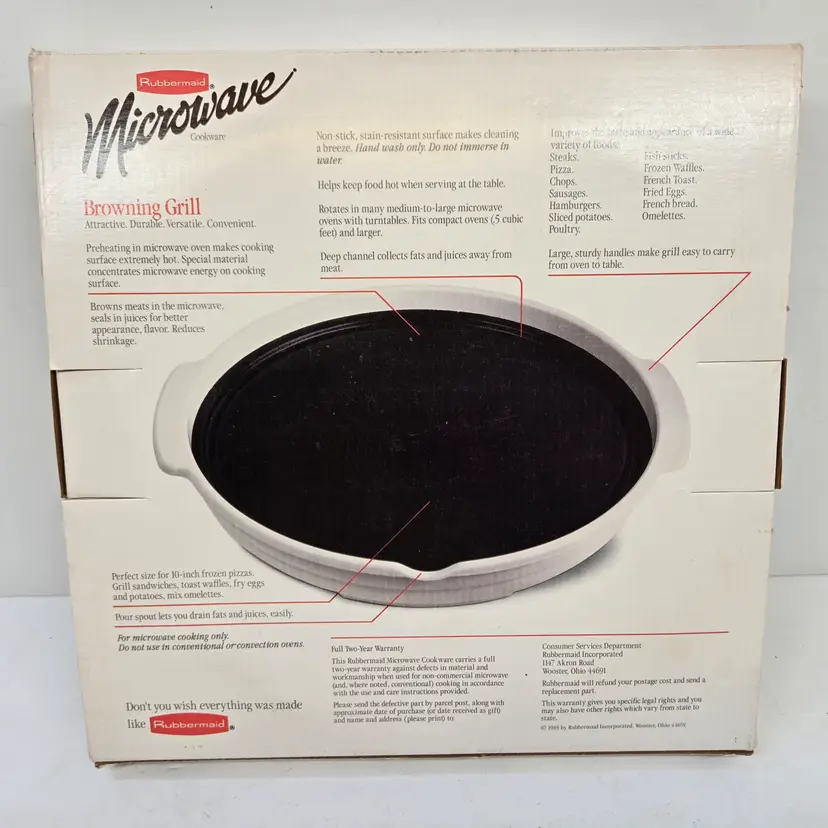 Rubbermaid
Microwave
Cookware
Browning Grill
Attractive. Durable. Versatile. Convenient.
Preheating in microwave oven makes cooking
surface extremely hot. Special material
concentrates microwave energy on cooking
surface.
Browns meats in the microwave,
seals in juices for better
appearance, flavor. Reduces
shrinkage.
Non-stick, stain-resistant surface makes cleaning
a breeze. Hand wash only. Do not immerse in
water.
Helps keep food hot when serving at the table.
Rotates in many medium-to-large microwave
ovens with turntables. Fits compact ovens (.5 cubic
feet) and larger.
Deep channel collects fats and juices away from
meat.
Improves the taste and appearance of a wide
variety of foods:
Steaks.
Pizza.
Chops.
Sausages.
Hamburgers.
Sliced potatoes.
Poultry.
Fish sticks.
Frozen Waffles.
French Toast.
Fried Eggs.
French bread.
Omelettes.
Large, sturdy handles make grill easy to carry
from oven to table.
Perfect size for 10-inch frozen pizzas.
Grill sandwiches, toast waffles, fry eggs
and potatoes, mix omelettes.
Pour spout lets you drain fats and juices, easily.
For microwave cooking only.
Do not use in conventional or convection ovens.
Don't you wish everything was made
like Rubbermaid®
Full Two-Year Warranty
This Rubbermaid Microwave Cookware carries a full
two-year warranty against defects in material and
workmanship when used for non-commercial microwave
(and, where noted, conventional) cooking in accordance
with the use and care instructions provided.
Please send the defective part by parcel post, along with
approximate date of purchase (or date received as gift)
and name and address (please print) to:
Consumer Services Department
Rubbermaid Incorporated
1147 Akron Road
Wooster, Ohio 44691
Rubbermaid will refund your postage cost and send a
replacement part.
This warranty gives you specific legal rights and you
may also have other rights which vary from state to
state.
© 1985 by Rubbermaid Incorporated, Wooster, Ohio 44691